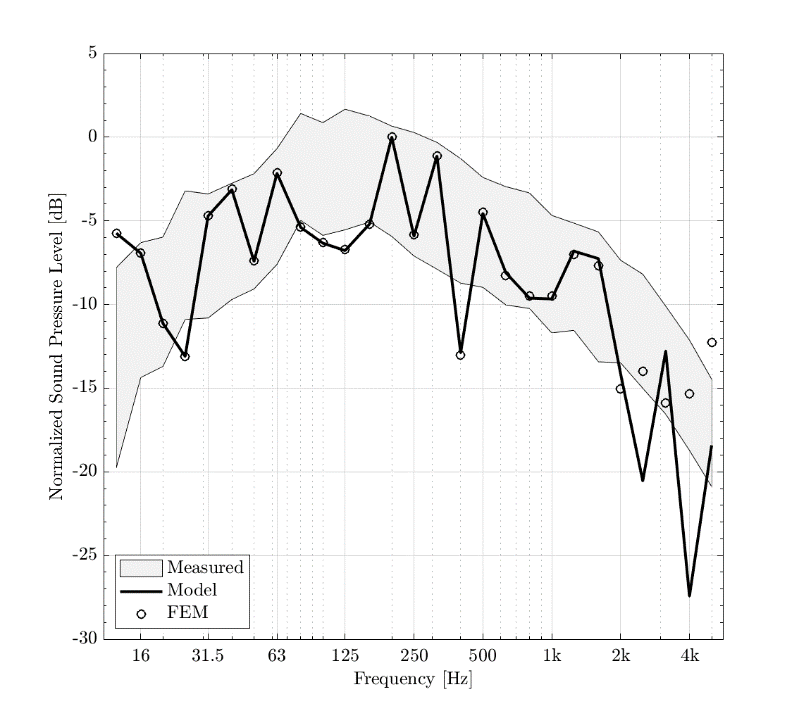 5
0
-5
-10
-15
-20
-25
-30
Normalized Sound Pressure Level [dB]
Measured
Model
FEM
16 31.5 63 125 250 500 1k 2k 4k
Frequency [Hz]